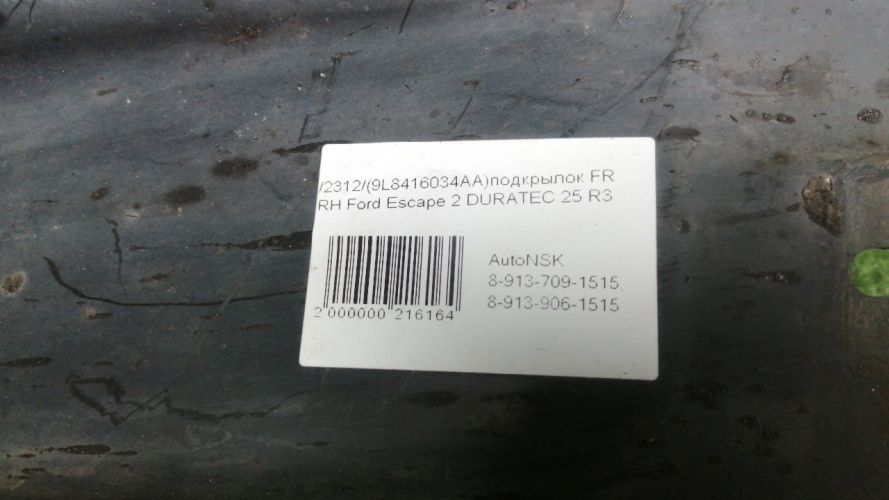 /2312/(9L8416034AA)подкрылок FR
RH Ford Escape 2 DURATEC 25 R3
AutoNSK
8-913-709-1515
8-913-906-1515
2 000000 216164